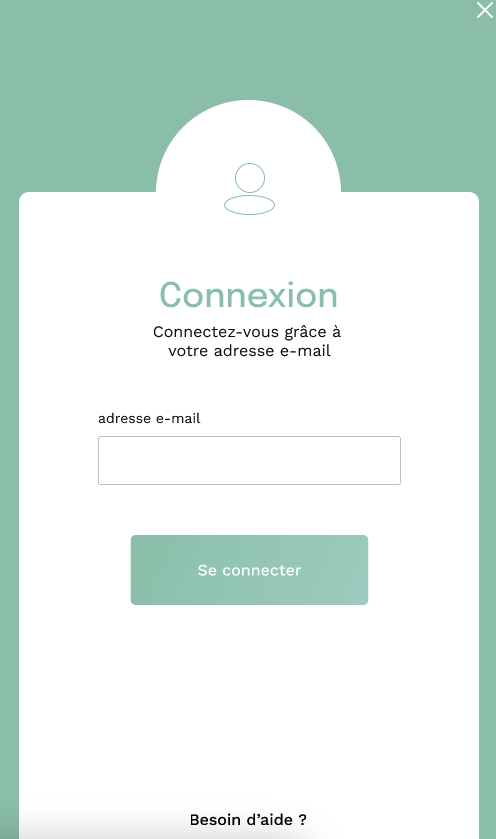 Connexion
Connectez-vous grâce à
votre adresse e-mail
adresse e-mail
Se connecter
Besoin d’aide ?